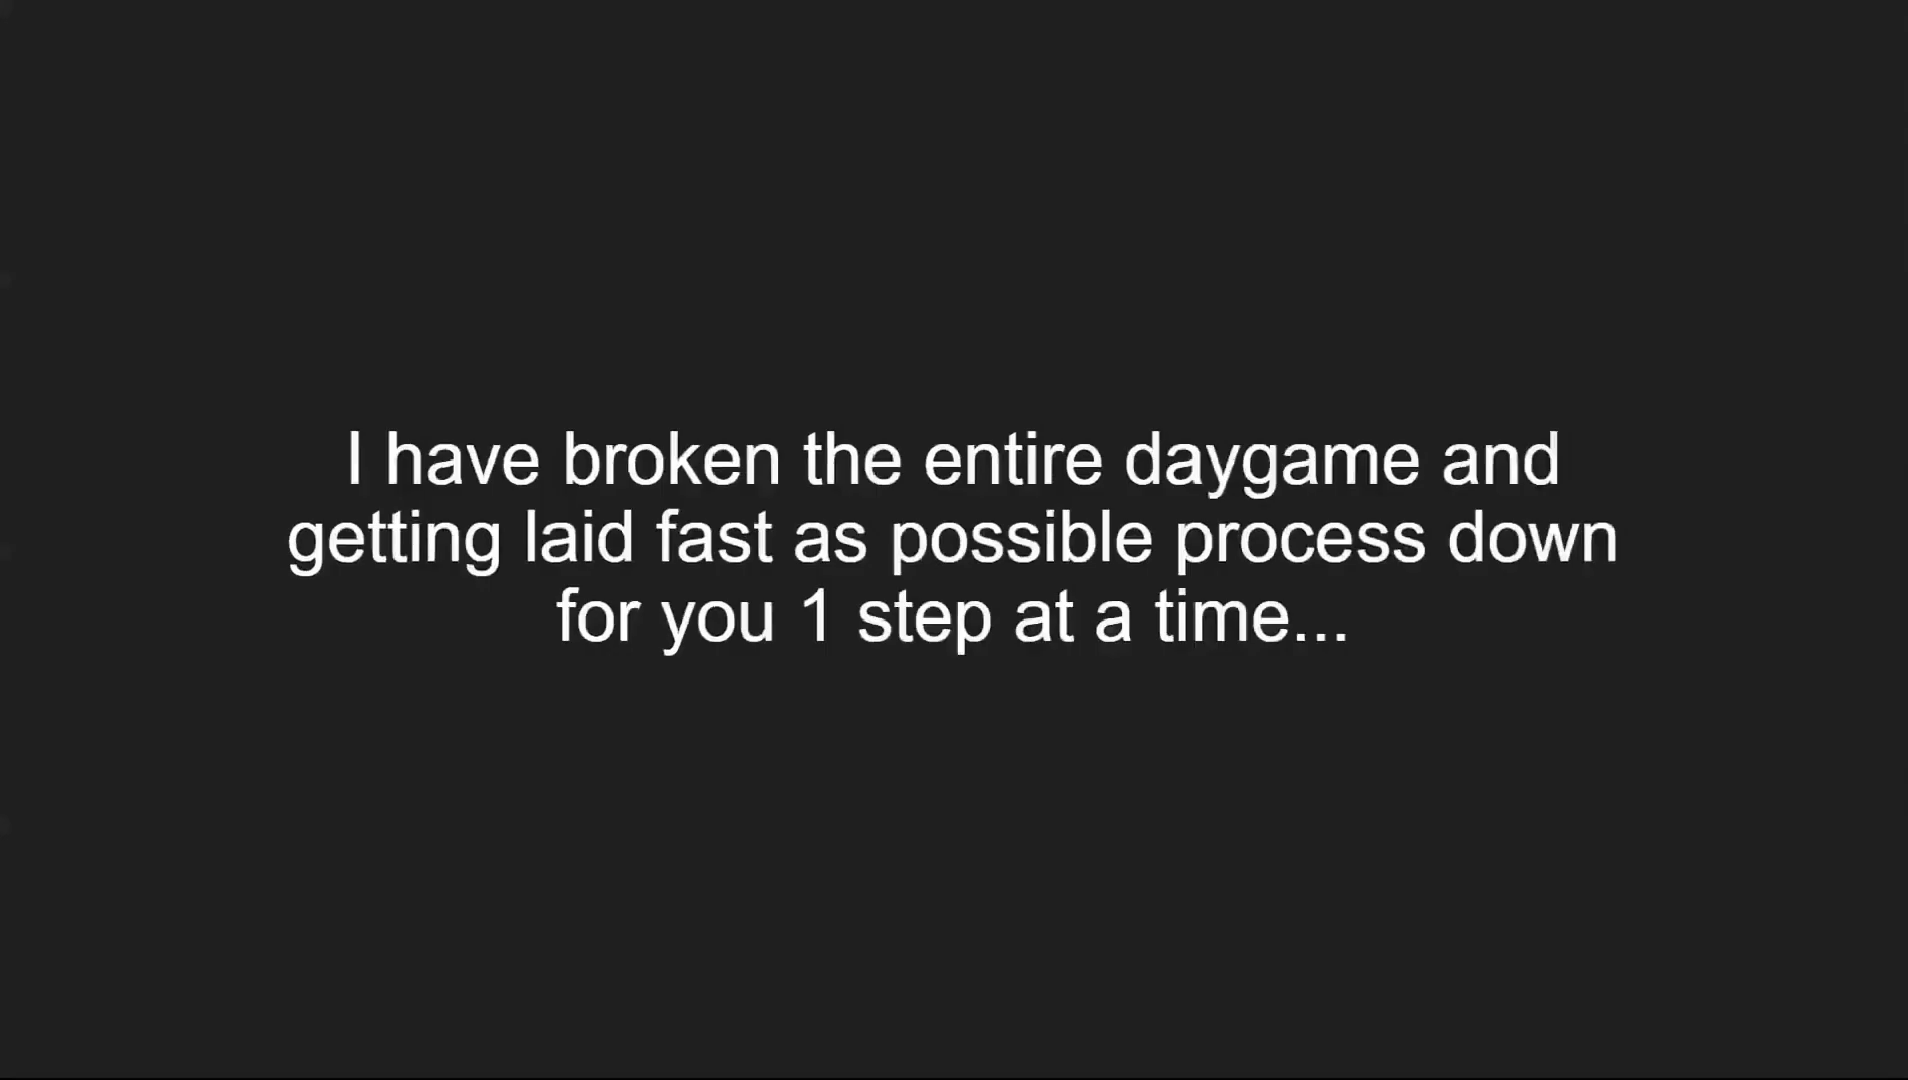 I have broken the entire daygame and
getting laid fast as possible process down
for you 1 step at a time...